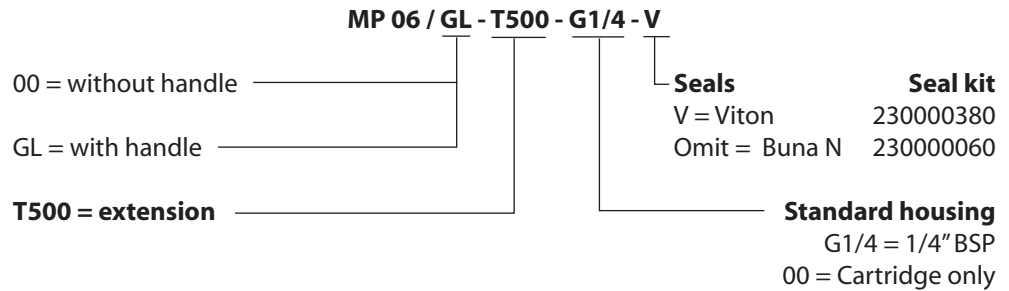 MP 06 / GL - T500 - G1/4 - V
00 = without handle
GL = with handle
T500 = extension
Seals Seal kit
V = Viton 230000380
Omit = Buna N 230000060
Standard housing
G1/4 = 1/4” BSP
00 = Cartridge only